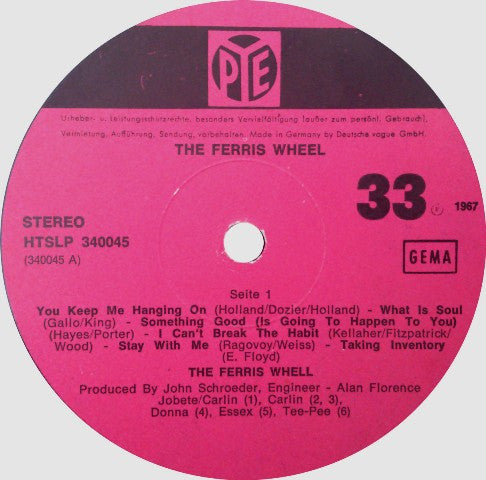 PYE
Urheber- u. Leistungsschutzrechte, besonders Vervielfältigung (außer zum persönl. Gebrauch),
Vermietung, Aufführung, Sendung, vorbehalten. Made in Germany by Deutsche vogue GmbH.
THE FERRIS WHEEL
33 ℗ 1967
STEREO
HTSLP 340045
(340045 A)
GEMA
Seite 1
You Keep Me Hanging On (Holland/Dozier/Holland) - What Is Soul
(Gallo/King) - Something Good (Is Going To Happen To You)
(Hayes/Porter) - I Can't Break The Habit (Kellaher/Fitzpatrick/
Wood) - Stay With Me (Ragovoy/Weiss) - Taking Inventory
(E. Floyd)
THE FERRIS WHELL
Produced By John Schroeder, Engineer - Alan Florence
Jobete/Carlin (1), Carlin (2, 3),
Donna (4), Essex (5), Tee-Pee (6)